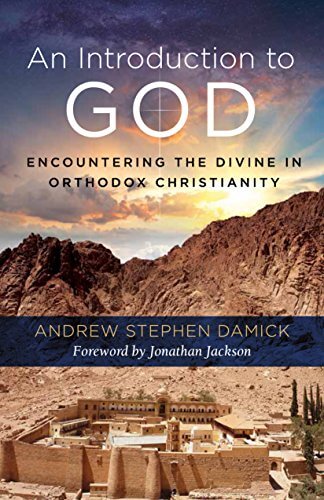 An Introduction to
GOD
ENCOUNTERING THE DIVINE IN
ORTHODOX CHRISTIANITY
ANDREW STEPHEN DAMICK
Foreword by Jonathan Jackson